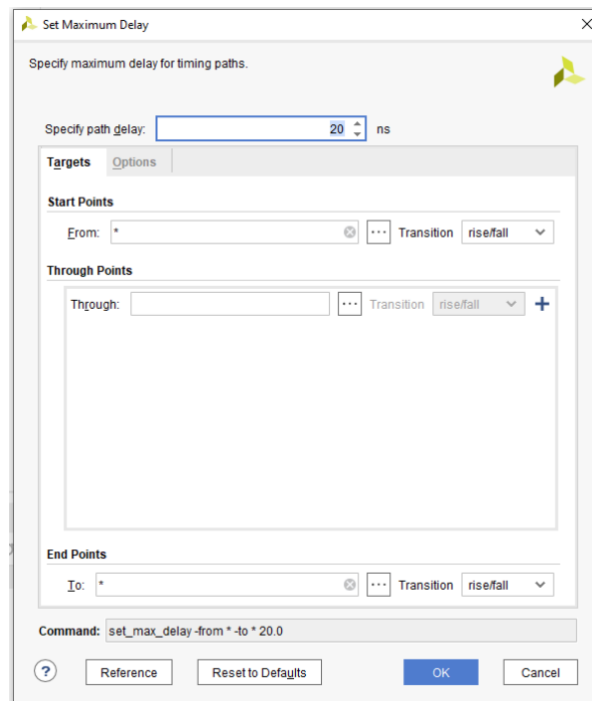 Set Maximum Delay
Specify maximum delay for timing paths.
Specify path delay: 20 ns
Targets Options
Start Points
From: * ... Transition rise/fall
Through Points
Through: ... Transition rise/fall +
End Points
To: * ... Transition rise/fall
Command: set_max_delay -from * -to * 20.0
? Reference Reset to Defaults OK Cancel